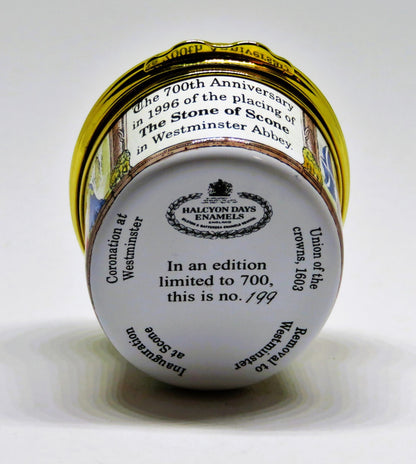 The 700th Anniversary
in 1996 of the placing of
The Stone of Scone
in Westminster Abbey.
HALCYON DAYS
ENAMELS
ENGLAND
In an edition
limited to 700,
this is no. 199
Coronation at
Westminster
Union of the
crowns, 1603
Inauguration
at Scone
Removal to
Westminster